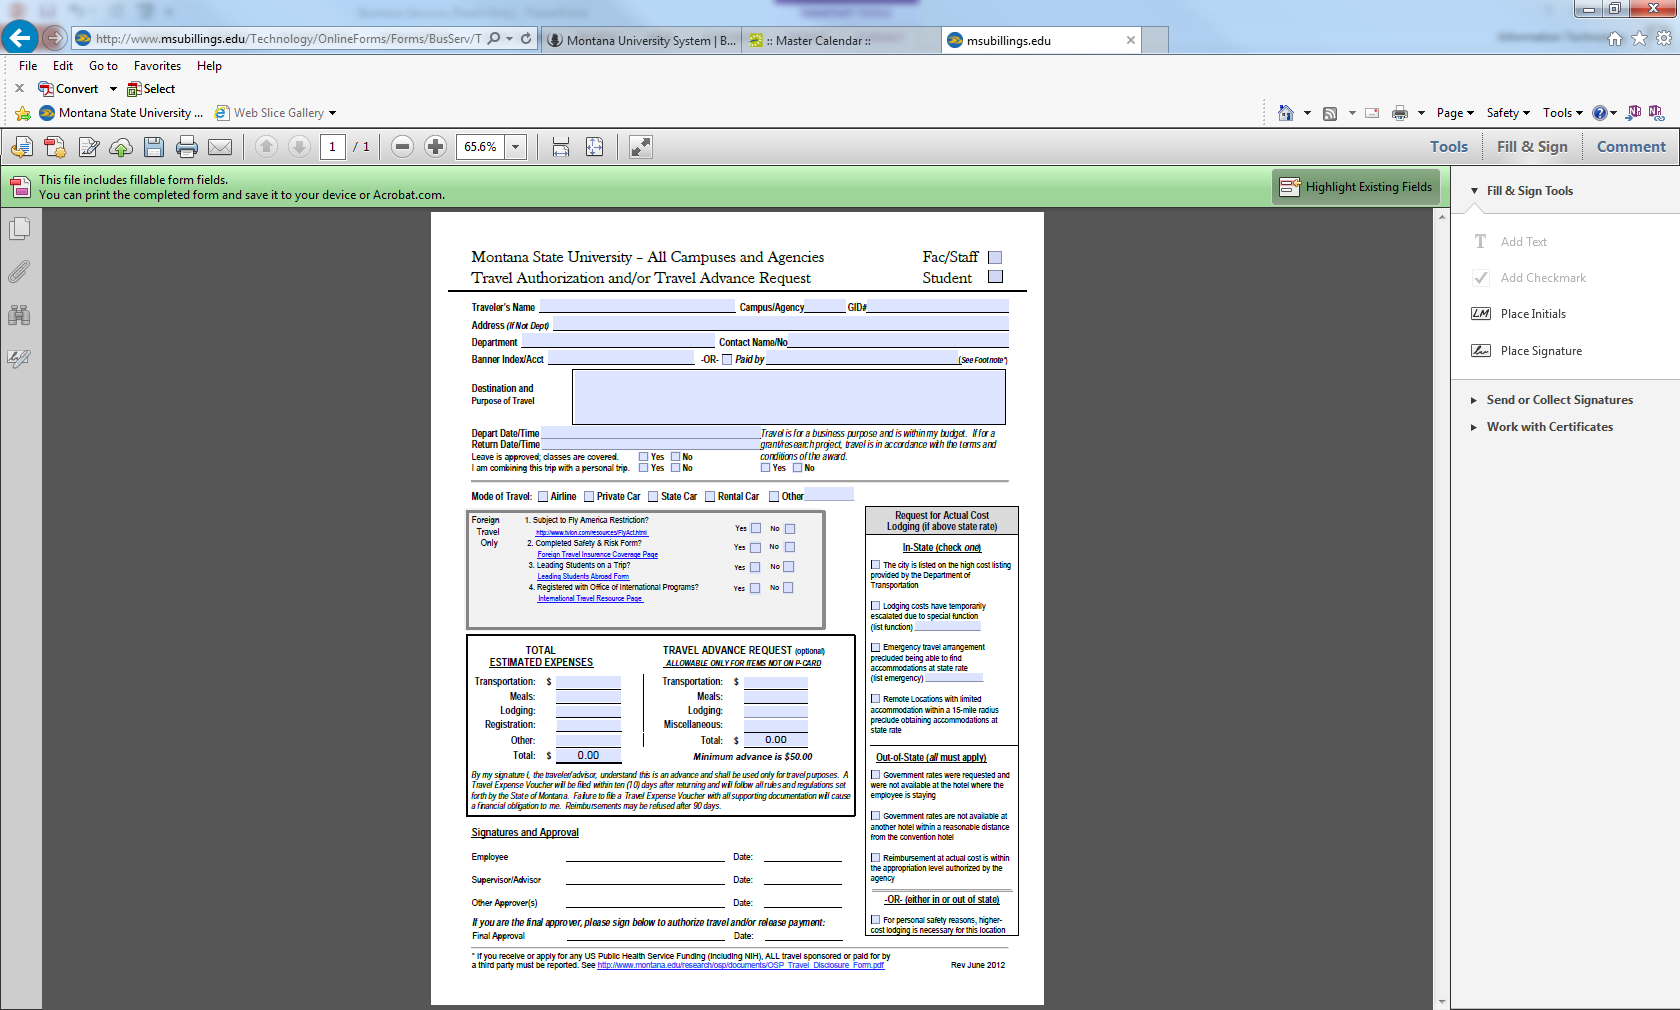 http://www.msubillings.edu/Technology/OnlineForms/Forms/BusServ/T
Montana University System | B...
:: Master Calendar ::
msubillings.edu
File Edit Go to Favorites Help
Convert Select
Montana State University ... Web Slice Gallery
Page Safety Tools
1 / 1 65.6%
Tools Fill & Sign Comment
This file includes fillable form fields.
You can print the completed form and save it to your device or Acrobat.com.
Highlight Existing Fields
Fill & Sign Tools
T Add Text
Add Checkmark
LM Place Initials
Place Signature
Send or Collect Signatures
Work with Certificates
Montana State University – All Campuses and Agencies Fac/Staff
Travel Authorization and/or Travel Advance Request Student
Traveler's Name Campus/Agency GID#
Address (If Not Dept)
Department Contact Name/No
Banner Index/Acct -OR- Paid by (See Footnote*)
Destination and
Purpose of Travel
Depart Date/Time
Return Date/Time
Leave is approved; classes are covered. Yes No
I am combining this trip with a personal trip. Yes No
Travel is for a business purpose and is within my budget. If for a
grant/research project, travel is in accordance with the terms and
conditions of the award.
Yes No
Mode of Travel: Airline Private Car State Car Rental Car Other
Foreign
Travel
Only
1. Subject to Fly America Restriction? Yes No
http://www.tvlon.com/resources/FlyAct.html
2. Completed Safety & Risk Form? Yes No
Foreign Travel Insurance Coverage Page
3. Leading Students on a Trip? Yes No
Leading Students Abroad Form
4. Registered with Office of International Programs? Yes No
International Travel Resource Page
TOTAL
ESTIMATED EXPENSES
Transportation: $
Meals:
Lodging:
Registration:
Other:
Total: $ 0.00
TRAVEL ADVANCE REQUEST (optional)
ALLOWABLE ONLY FOR ITEMS NOT ON P-CARD
Transportation: $
Meals:
Lodging:
Miscellaneous:
Total: $ 0.00
Minimum advance is $50.00
By my signature I, the traveler/advisor, understand this is an advance and shall be used only for travel purposes. A
Travel Expense Voucher will be filed within ten (10) days after returning and will follow all rules and regulations set
forth by the State of Montana. Failure to file a Travel Expense Voucher with all supporting documentation will cause
a financial obligation to me. Reimbursements may be refused after 90 days.
Signatures and Approval
Employee Date:
Supervisor/Advisor Date:
Other Approver(s) Date:
If you are the final approver, please sign below to authorize travel and/or release payment:
Final Approval Date:
Request for Actual Cost
Lodging (if above state rate)
In-State (check one)
The city is listed on the high cost listing
provided by the Department of
Transportation
Lodging costs have temporarily
escalated due to special function
(list function)
Emergency travel arrangement
precluded being able to find
accommodations at state rate
(list emergency)
Remote Locations with limited
accommodation within a 15-mile radius
preclude obtaining accommodations at
state rate
Out-of-State (all must apply)
Government rates were requested and
were not available at the hotel where the
employee is staying
Government rates are not available at
another hotel within a reasonable distance
from the convention hotel
Reimbursement at actual cost is within
the appropriation level authorized by the
agency
-OR- (either in or out of state)
For personal safety reasons, higher-
cost lodging is necessary for this location
* If you receive or apply for any US Public Health Service Funding (Including NIH), ALL travel sponsored or paid for by
a third party must be reported. See http://www.montana.edu/research/osp/documents/OSP_Travel_Disclosure_Form.pdf
Rev June 2012